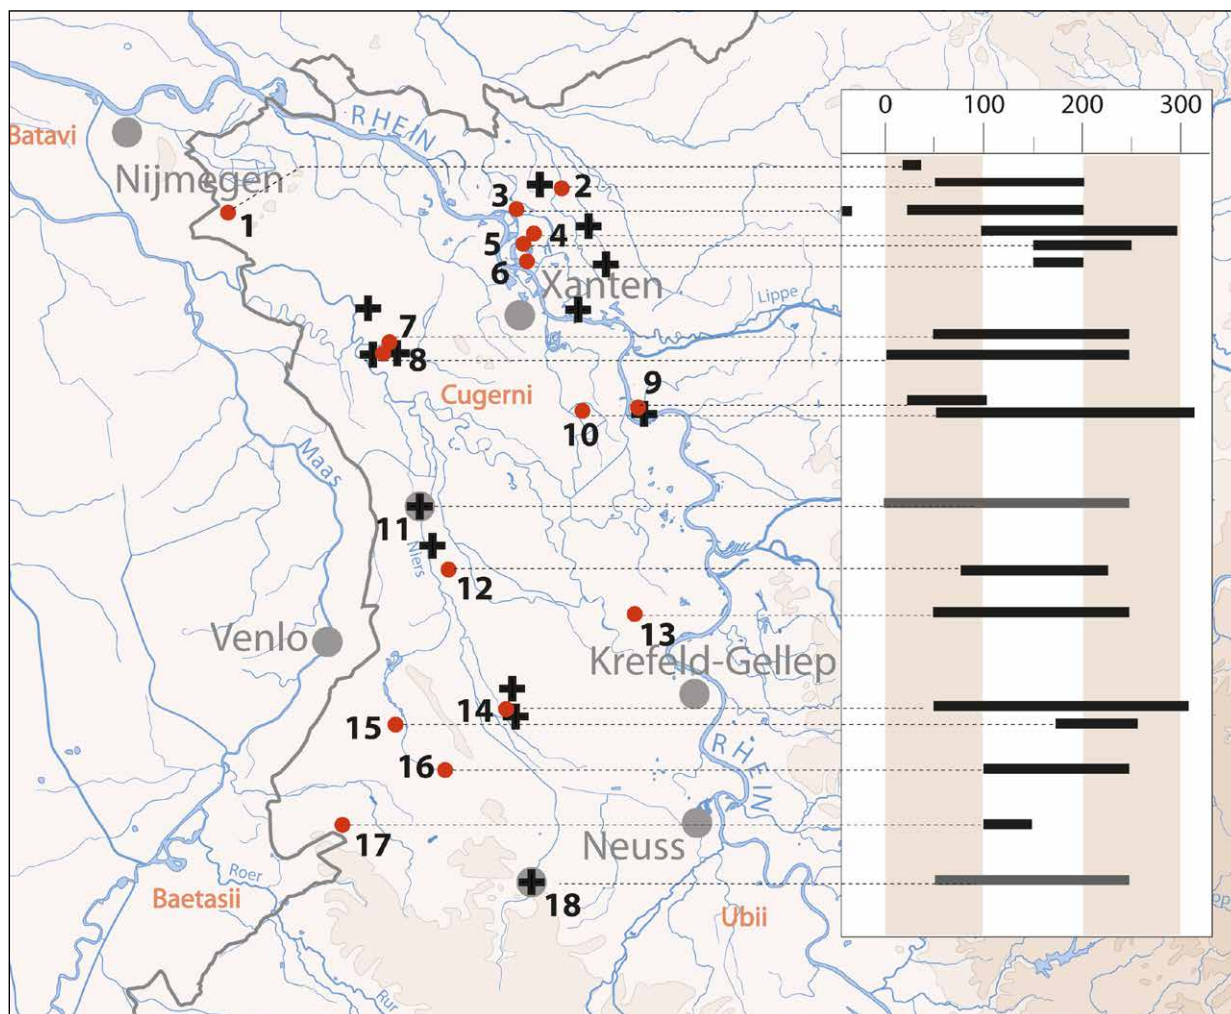 0 100 200 300
RHEIN
Batavi
Nijmegen
1
2
3
4
5
6
Xanten
Lippe
7
8
Cugerni
9
10
Maas
11
Niers
12
13
Venlo
Krefeld-Gellep
14
15
RHEIN
16
17
Neuss
Roer
18
Baetasii
Ubii
Rur